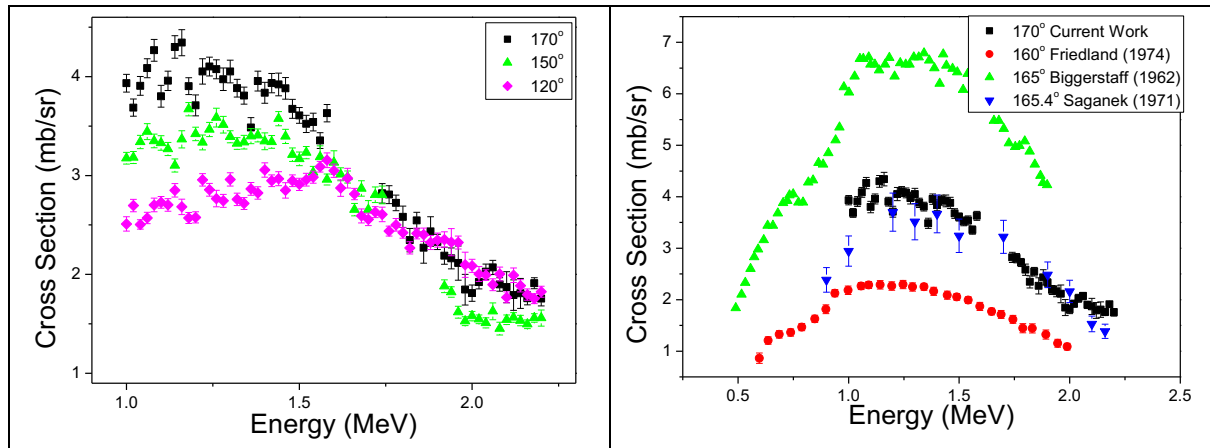 170°
150°
120°
4
3
2
1
1.0
1.5
2.0
Cross Section (mb/sr)
Energy (MeV)
170° Current Work
160° Friedland (1974)
165° Biggerstaff (1962)
165.4° Saganek (1971)
7
6
5
4
3
2
1
0.5
1.0
1.5
2.0
2.5
Cross Section (mb/sr)
Energy (MeV)